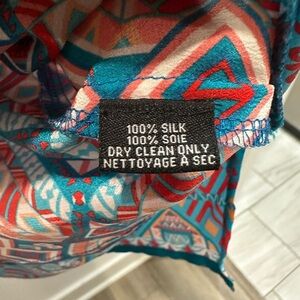 100% SILK
100% SOIE
DRY CLEAN ONLY
NETTOYAGE À SEC